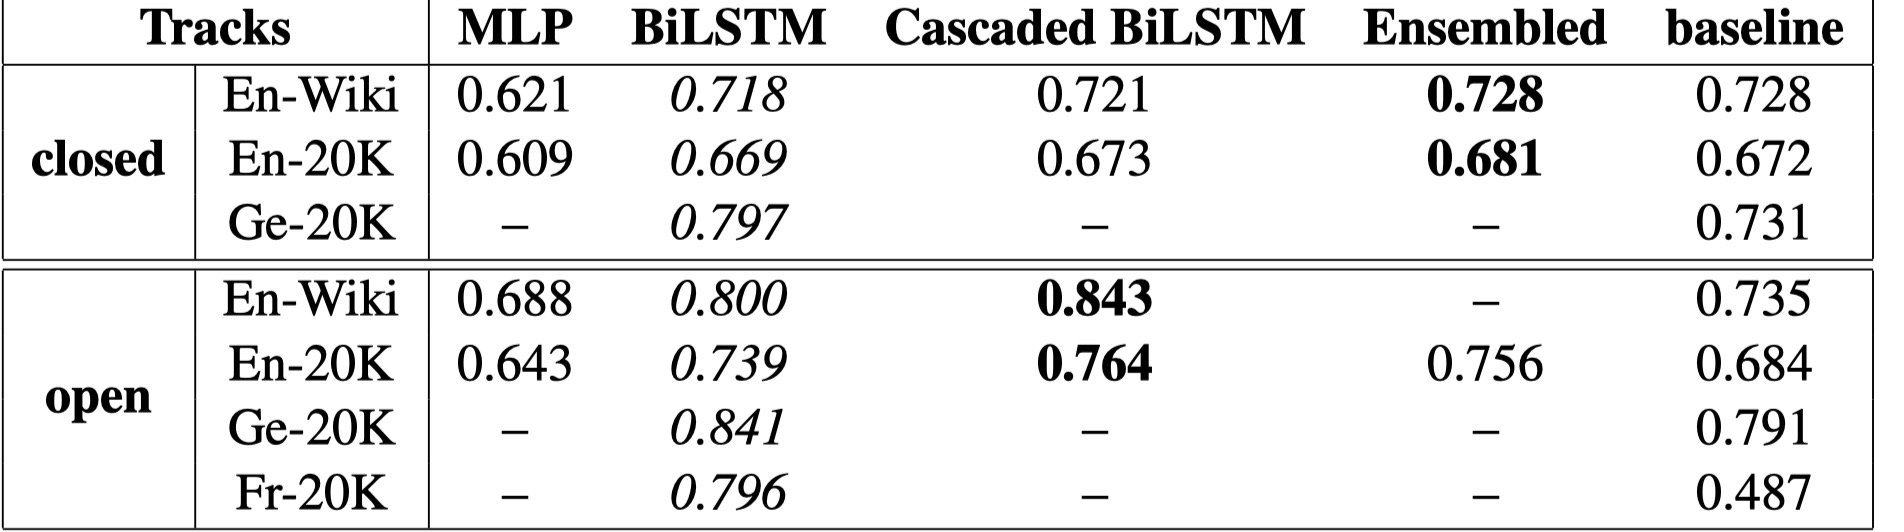 Tracks MLP BiLSTM Cascaded BiLSTM Ensembled baseline
En-Wiki 0.621 0.718 0.721 0.728 0.728
closed En-20K 0.609 0.669 0.673 0.681 0.672
Ge-20K – 0.797 – – 0.731
En-Wiki 0.688 0.800 0.843 – 0.735
En-20K 0.643 0.739 0.764 0.756 0.684
open
Ge-20K – 0.841 – – 0.791
Fr-20K – 0.796 – – 0.487